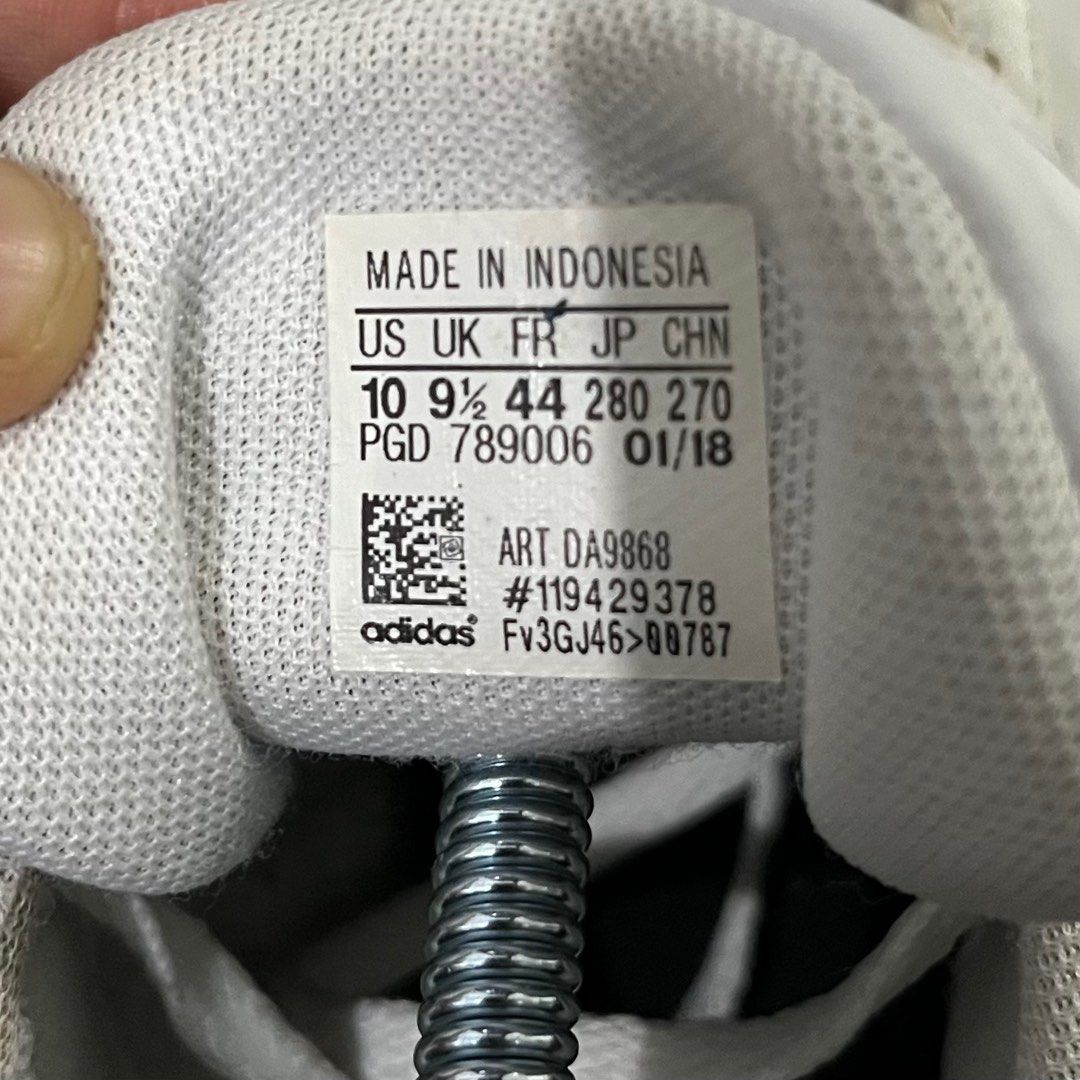 MADE IN INDONESIA
US UK FR JP CHN
10 9½ 44 280 270
PGD 789006 01/18
ART DA9868
#119429378
adidas® Fv3GJ46>00787